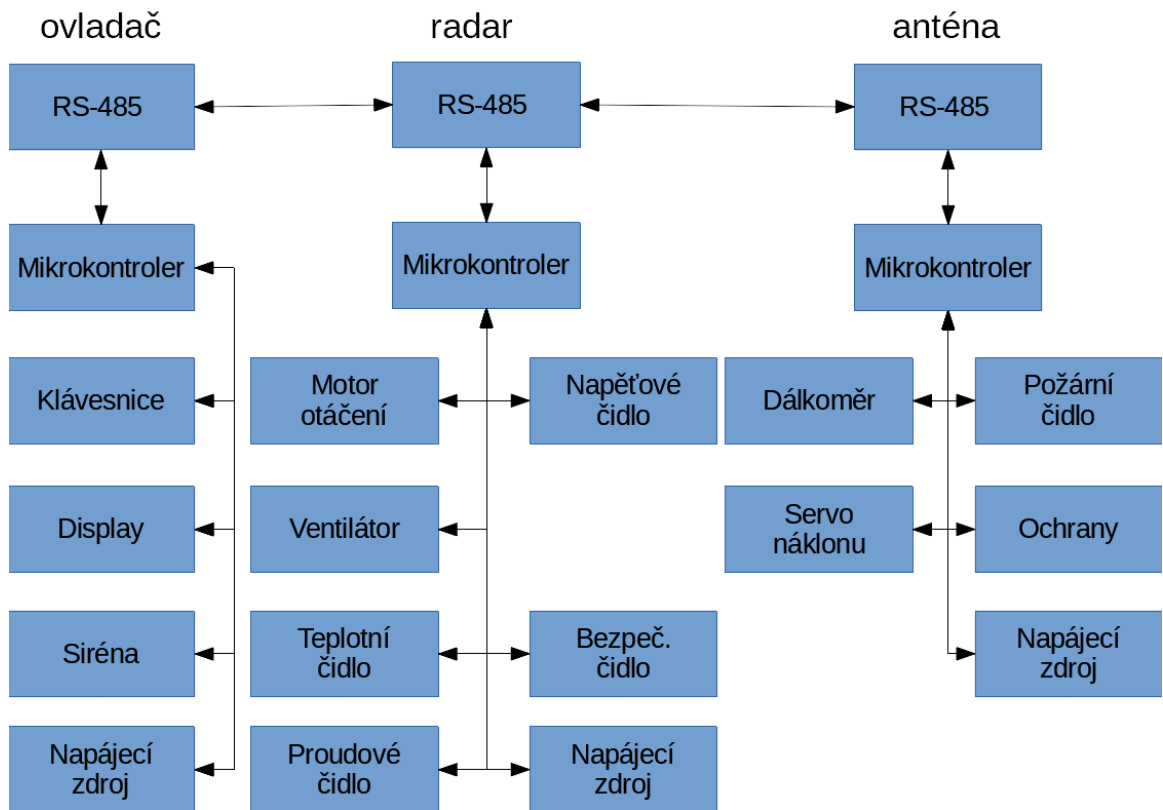 ovladač
radar
anténa
RS-485
RS-485
RS-485
Mikrokontroler
Mikrokontroler
Mikrokontroler
Klávesnice
Motor
otáčení
Napěťové
čidlo
Dálkoměr
Požární
čidlo
Display
Ventilátor
Servo
náklonu
Ochrany
Siréna
Teplotní
čidlo
Bezpeč.
čidlo
Napájecí
zdroj
Napájecí
zdroj
Proudové
čidlo
Napájecí
zdroj